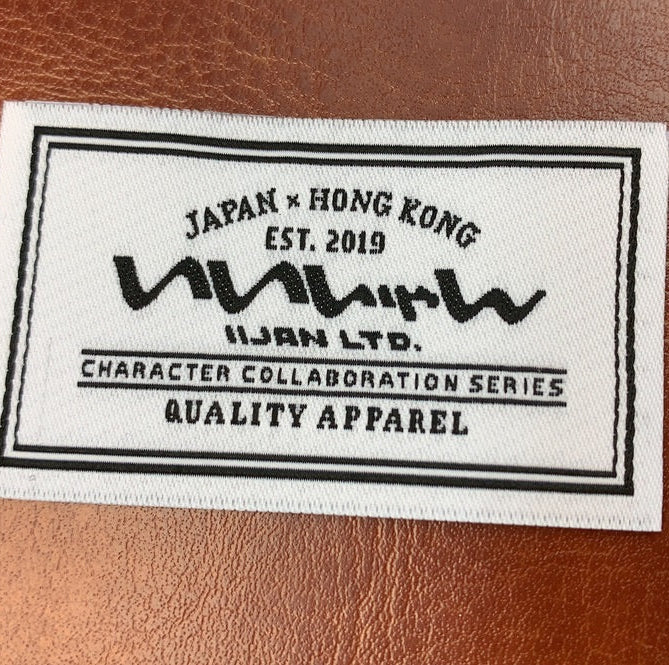 JAPAN × HONG KONG
EST. 2019
IIJAN LTD.
CHARACTER COLLABORATION SERIES
QUALITY APPAREL